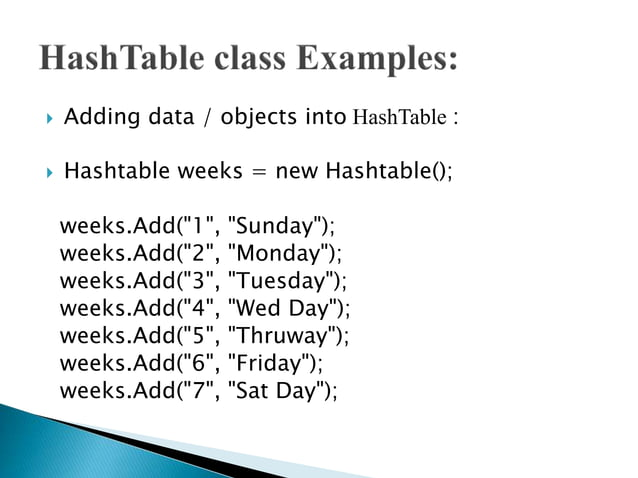 HashTable class Examples:
Adding data / objects into HashTable :
Hashtable weeks = new Hashtable();
weeks.Add("1", "Sunday");
weeks.Add("2", "Monday");
weeks.Add("3", "Tuesday");
weeks.Add("4", "Wed Day");
weeks.Add("5", "Thruway");
weeks.Add("6", "Friday");
weeks.Add("7", "Sat Day");